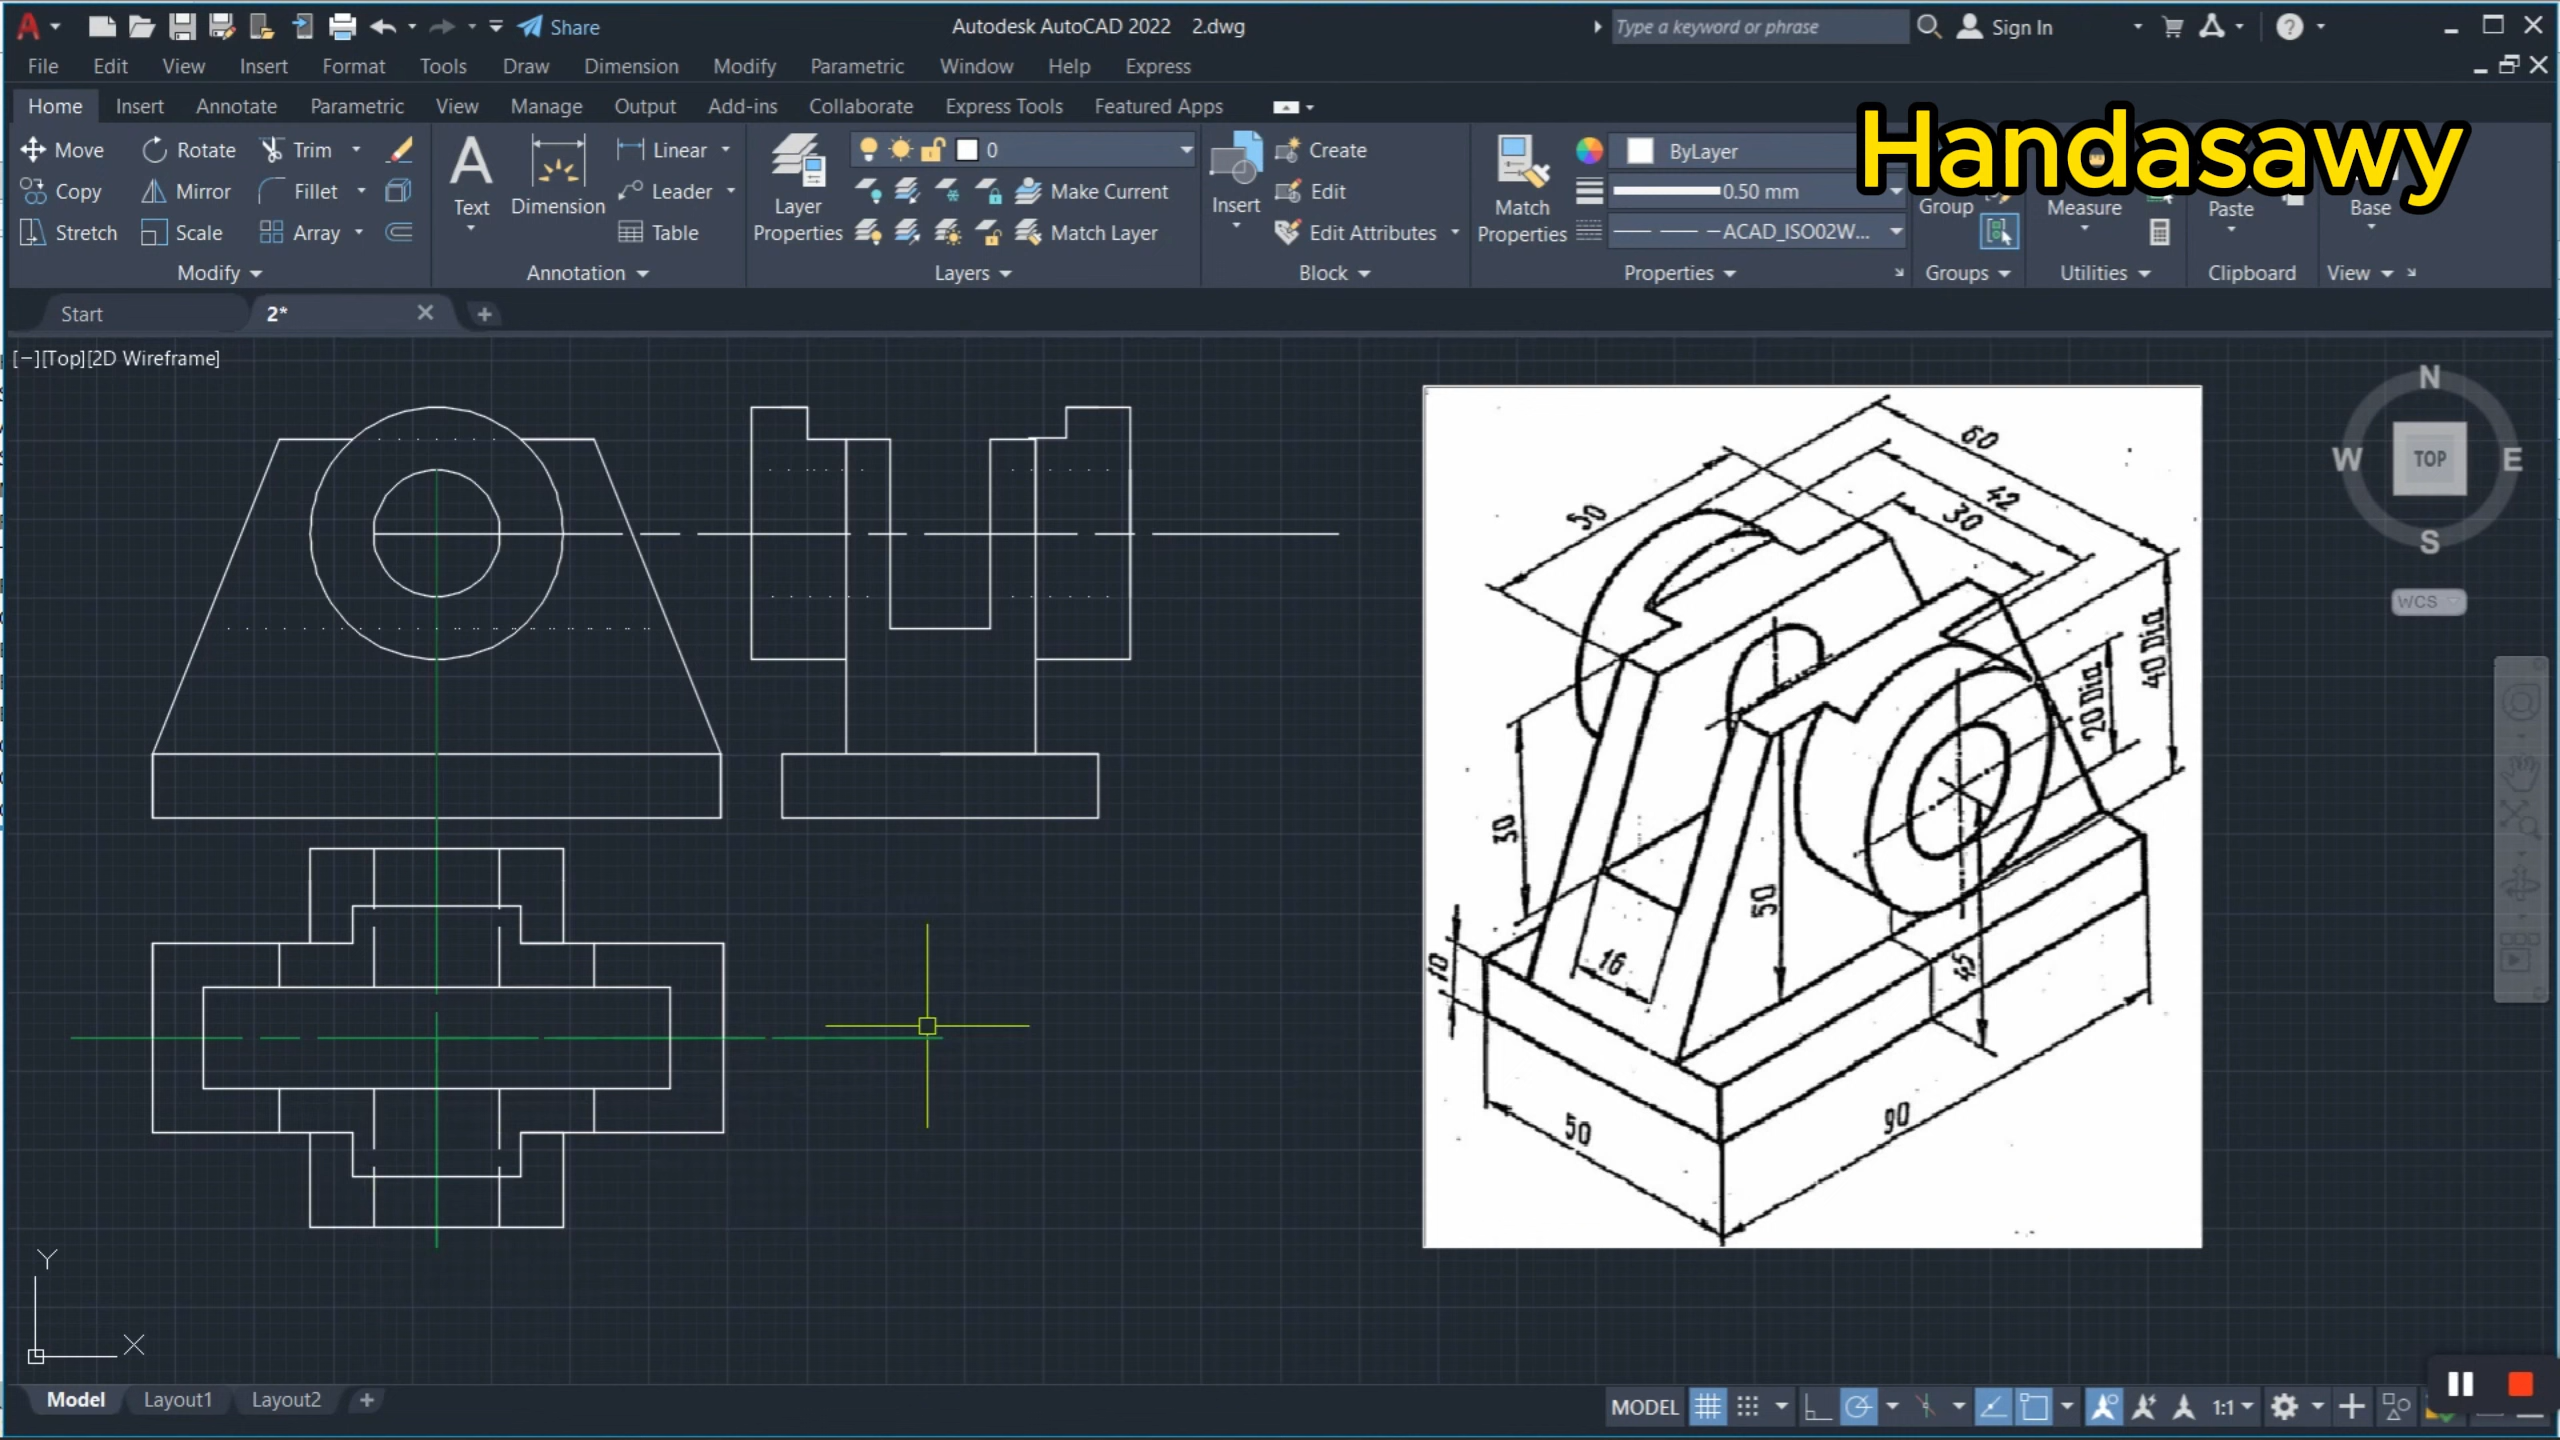 Autodesk AutoCAD 2022 2.dwg
Share
Type a keyword or phrase
Sign In
File Edit View Insert Format Tools Draw Dimension Modify Parametric Window Help Express
Home Insert Annotate Parametric View Manage Output Add-ins Collaborate Express Tools Featured Apps
Handasawy
Move Rotate Trim
Copy Mirror Fillet
Stretch Scale Array
Modify
Text
Dimension
Linear
Leader
Table
Annotation
Layer
Properties
0
Make Current
Match Layer
Layers
Insert
Create
Edit
Edit Attributes
Block
Match
Properties
ByLayer
0.50 mm
ACAD_ISO02W...
Properties
Group
Groups
Measure
Utilities
Paste
Clipboard
Base
View
Start
2*
[−][Top][2D Wireframe]
N
W TOP E
S
WCS
60
42
30
50
40 Dia
20 Dia
30
50
16
10
45
50
90
Y
X
Model Layout1 Layout2
MODEL
1:1